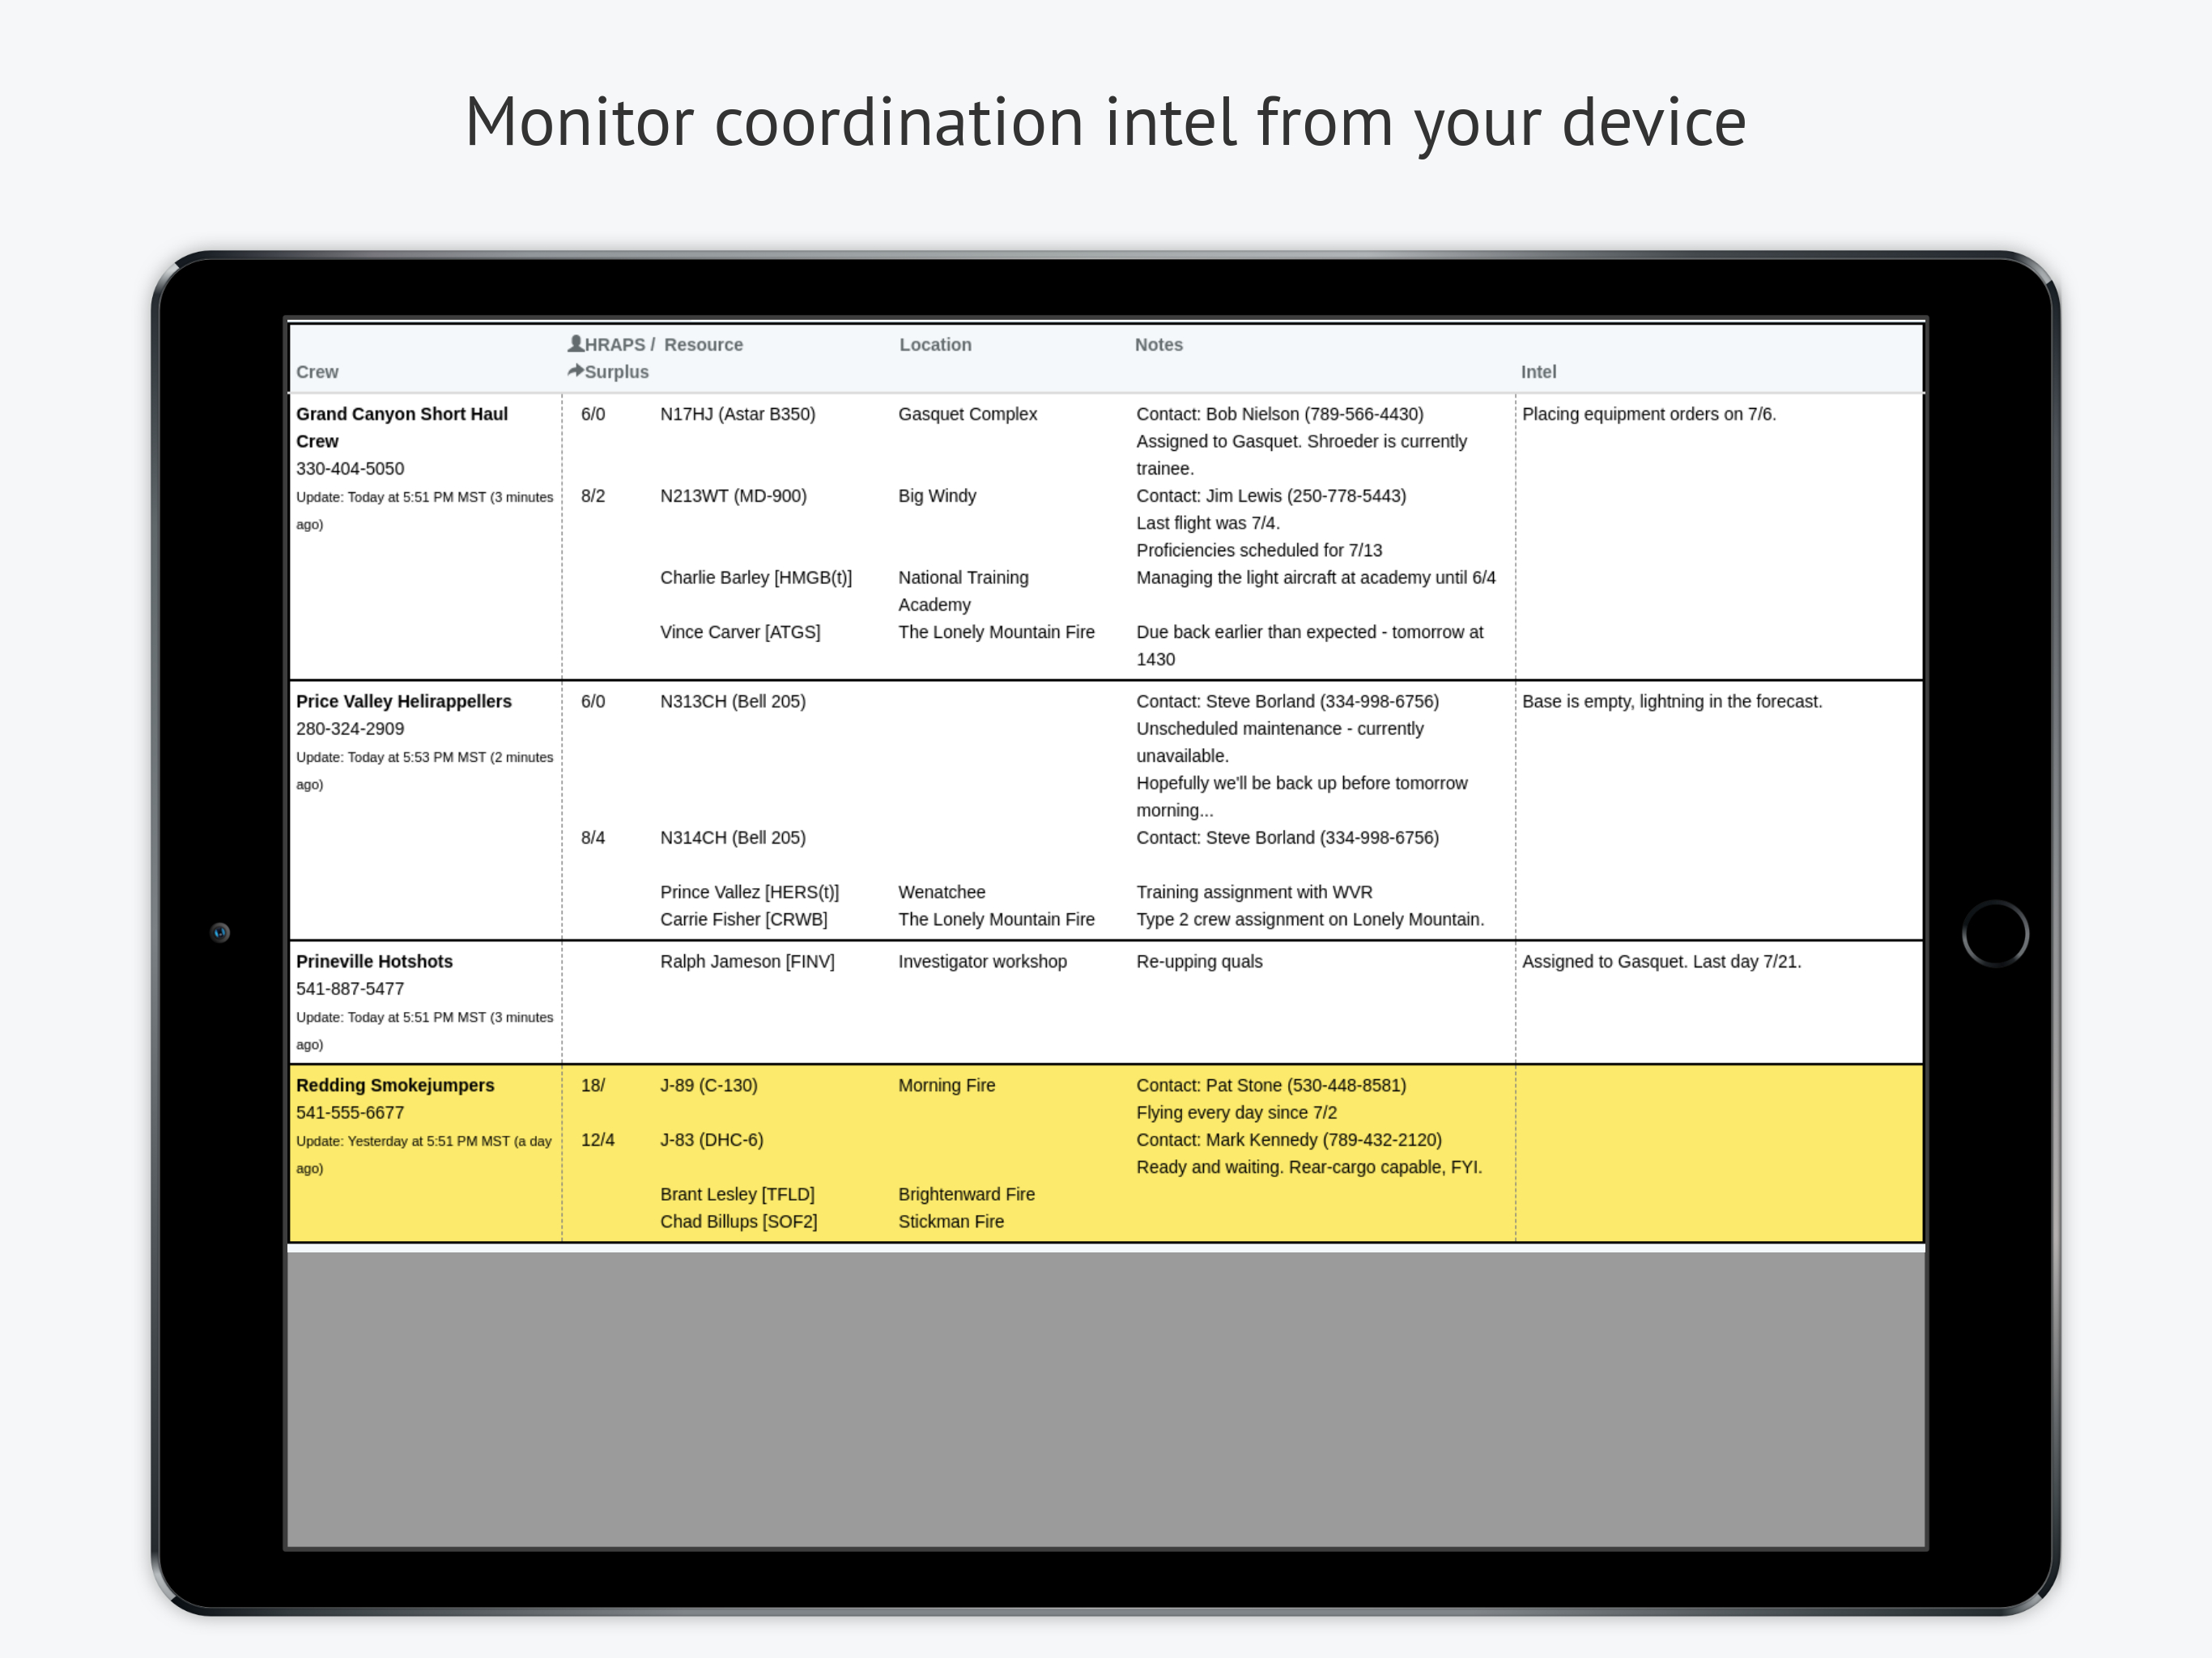 Monitor coordination intel from your device
HRAPS / Resource Location Notes
Crew Surplus Intel
Grand Canyon Short Haul 6/0 N17HJ (Astar B350) Gasquet Complex Contact: Bob Nielson (789-566-4430) Placing equipment orders on 7/6.
Crew Assigned to Gasquet. Shroeder is currently
330-404-5050 trainee.
Update: Today at 5:51 PM MST (3 minutes 8/2 N213WT (MD-900) Big Windy Contact: Jim Lewis (250-778-5443)
ago) Last flight was 7/4.
Proficiencies scheduled for 7/13
Charlie Barley [HMGB(t)] National Training Managing the light aircraft at academy until 6/4
Academy
Vince Carver [ATGS] The Lonely Mountain Fire Due back earlier than expected - tomorrow at
1430
Price Valley Helirappellers 6/0 N313CH (Bell 205) Contact: Steve Borland (334-998-6756) Base is empty, lightning in the forecast.
280-324-2909 Unscheduled maintenance - currently
Update: Today at 5:53 PM MST (2 minutes unavailable.
ago) Hopefully we'll be back up before tomorrow
morning...
8/4 N314CH (Bell 205) Contact: Steve Borland (334-998-6756)
Prince Vallez [HERS(t)] Wenatchee Training assignment with WVR
Carrie Fisher [CRWB] The Lonely Mountain Fire Type 2 crew assignment on Lonely Mountain.
Prineville Hotshots Ralph Jameson [FINV] Investigator workshop Re-upping quals Assigned to Gasquet. Last day 7/21.
541-887-5477
Update: Today at 5:51 PM MST (3 minutes
ago)
Redding Smokejumpers 18/ J-89 (C-130) Morning Fire Contact: Pat Stone (530-448-8581)
541-555-6677 Flying every day since 7/2
Update: Yesterday at 5:51 PM MST (a day 12/4 J-83 (DHC-6) Contact: Mark Kennedy (789-432-2120)
ago) Ready and waiting. Rear-cargo capable, FYI.
Brant Lesley [TFLD] Brightenward Fire
Chad Billups [SOF2] Stickman Fire